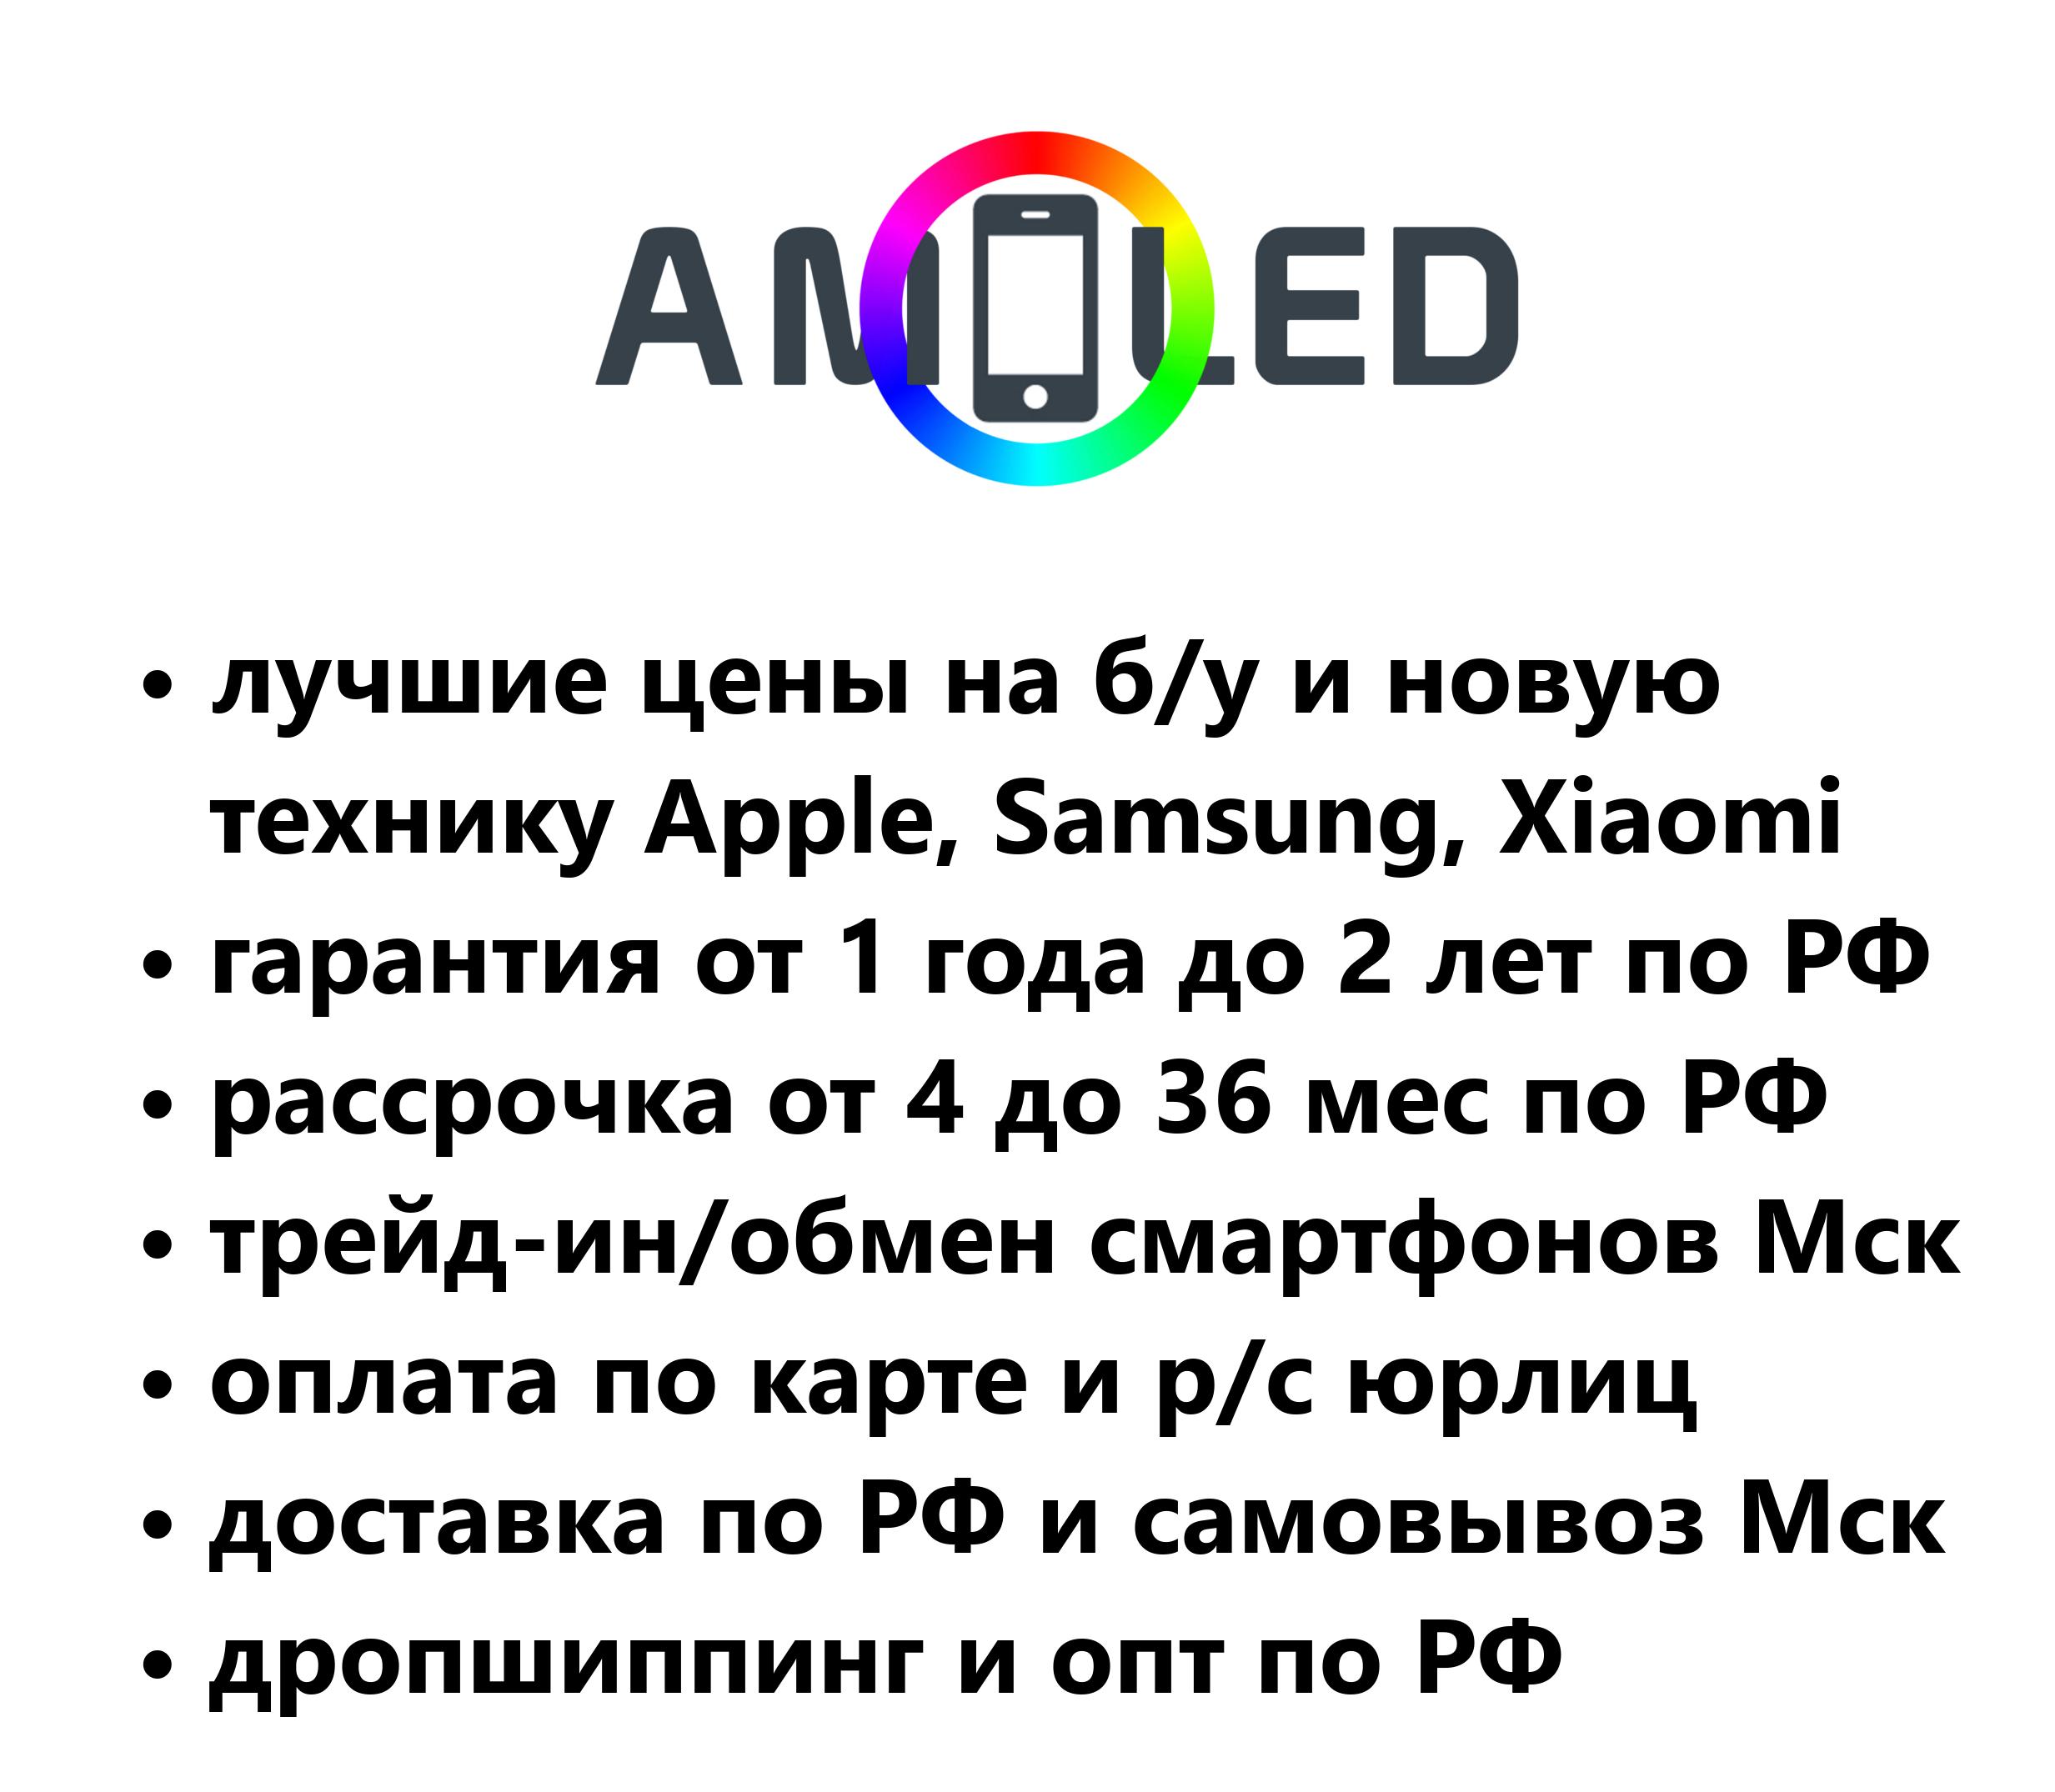 AMOLED
• лучшие цены на б/у и новую
технику Apple, Samsung, Xiaomi
• гарантия от 1 года до 2 лет по РФ
• рассрочка от 4 до 36 мес по РФ
• трейд-ин/обмен смартфонов Мск
• оплата по карте и р/с юрлиц
• доставка по РФ и самовывоз Мск
• дропшиппинг и опт по РФ